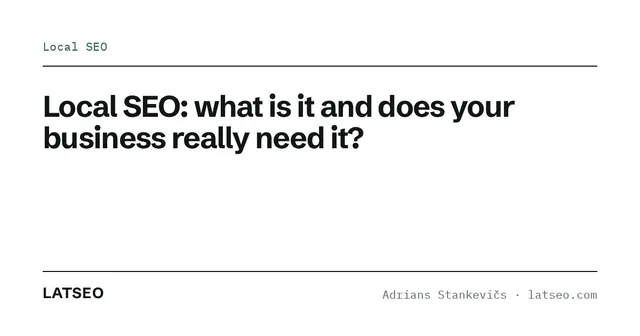 Local SEO
Local SEO: what is it and does your
business really need it?
LATSEO
Adrians Stankevičs · latseo.com